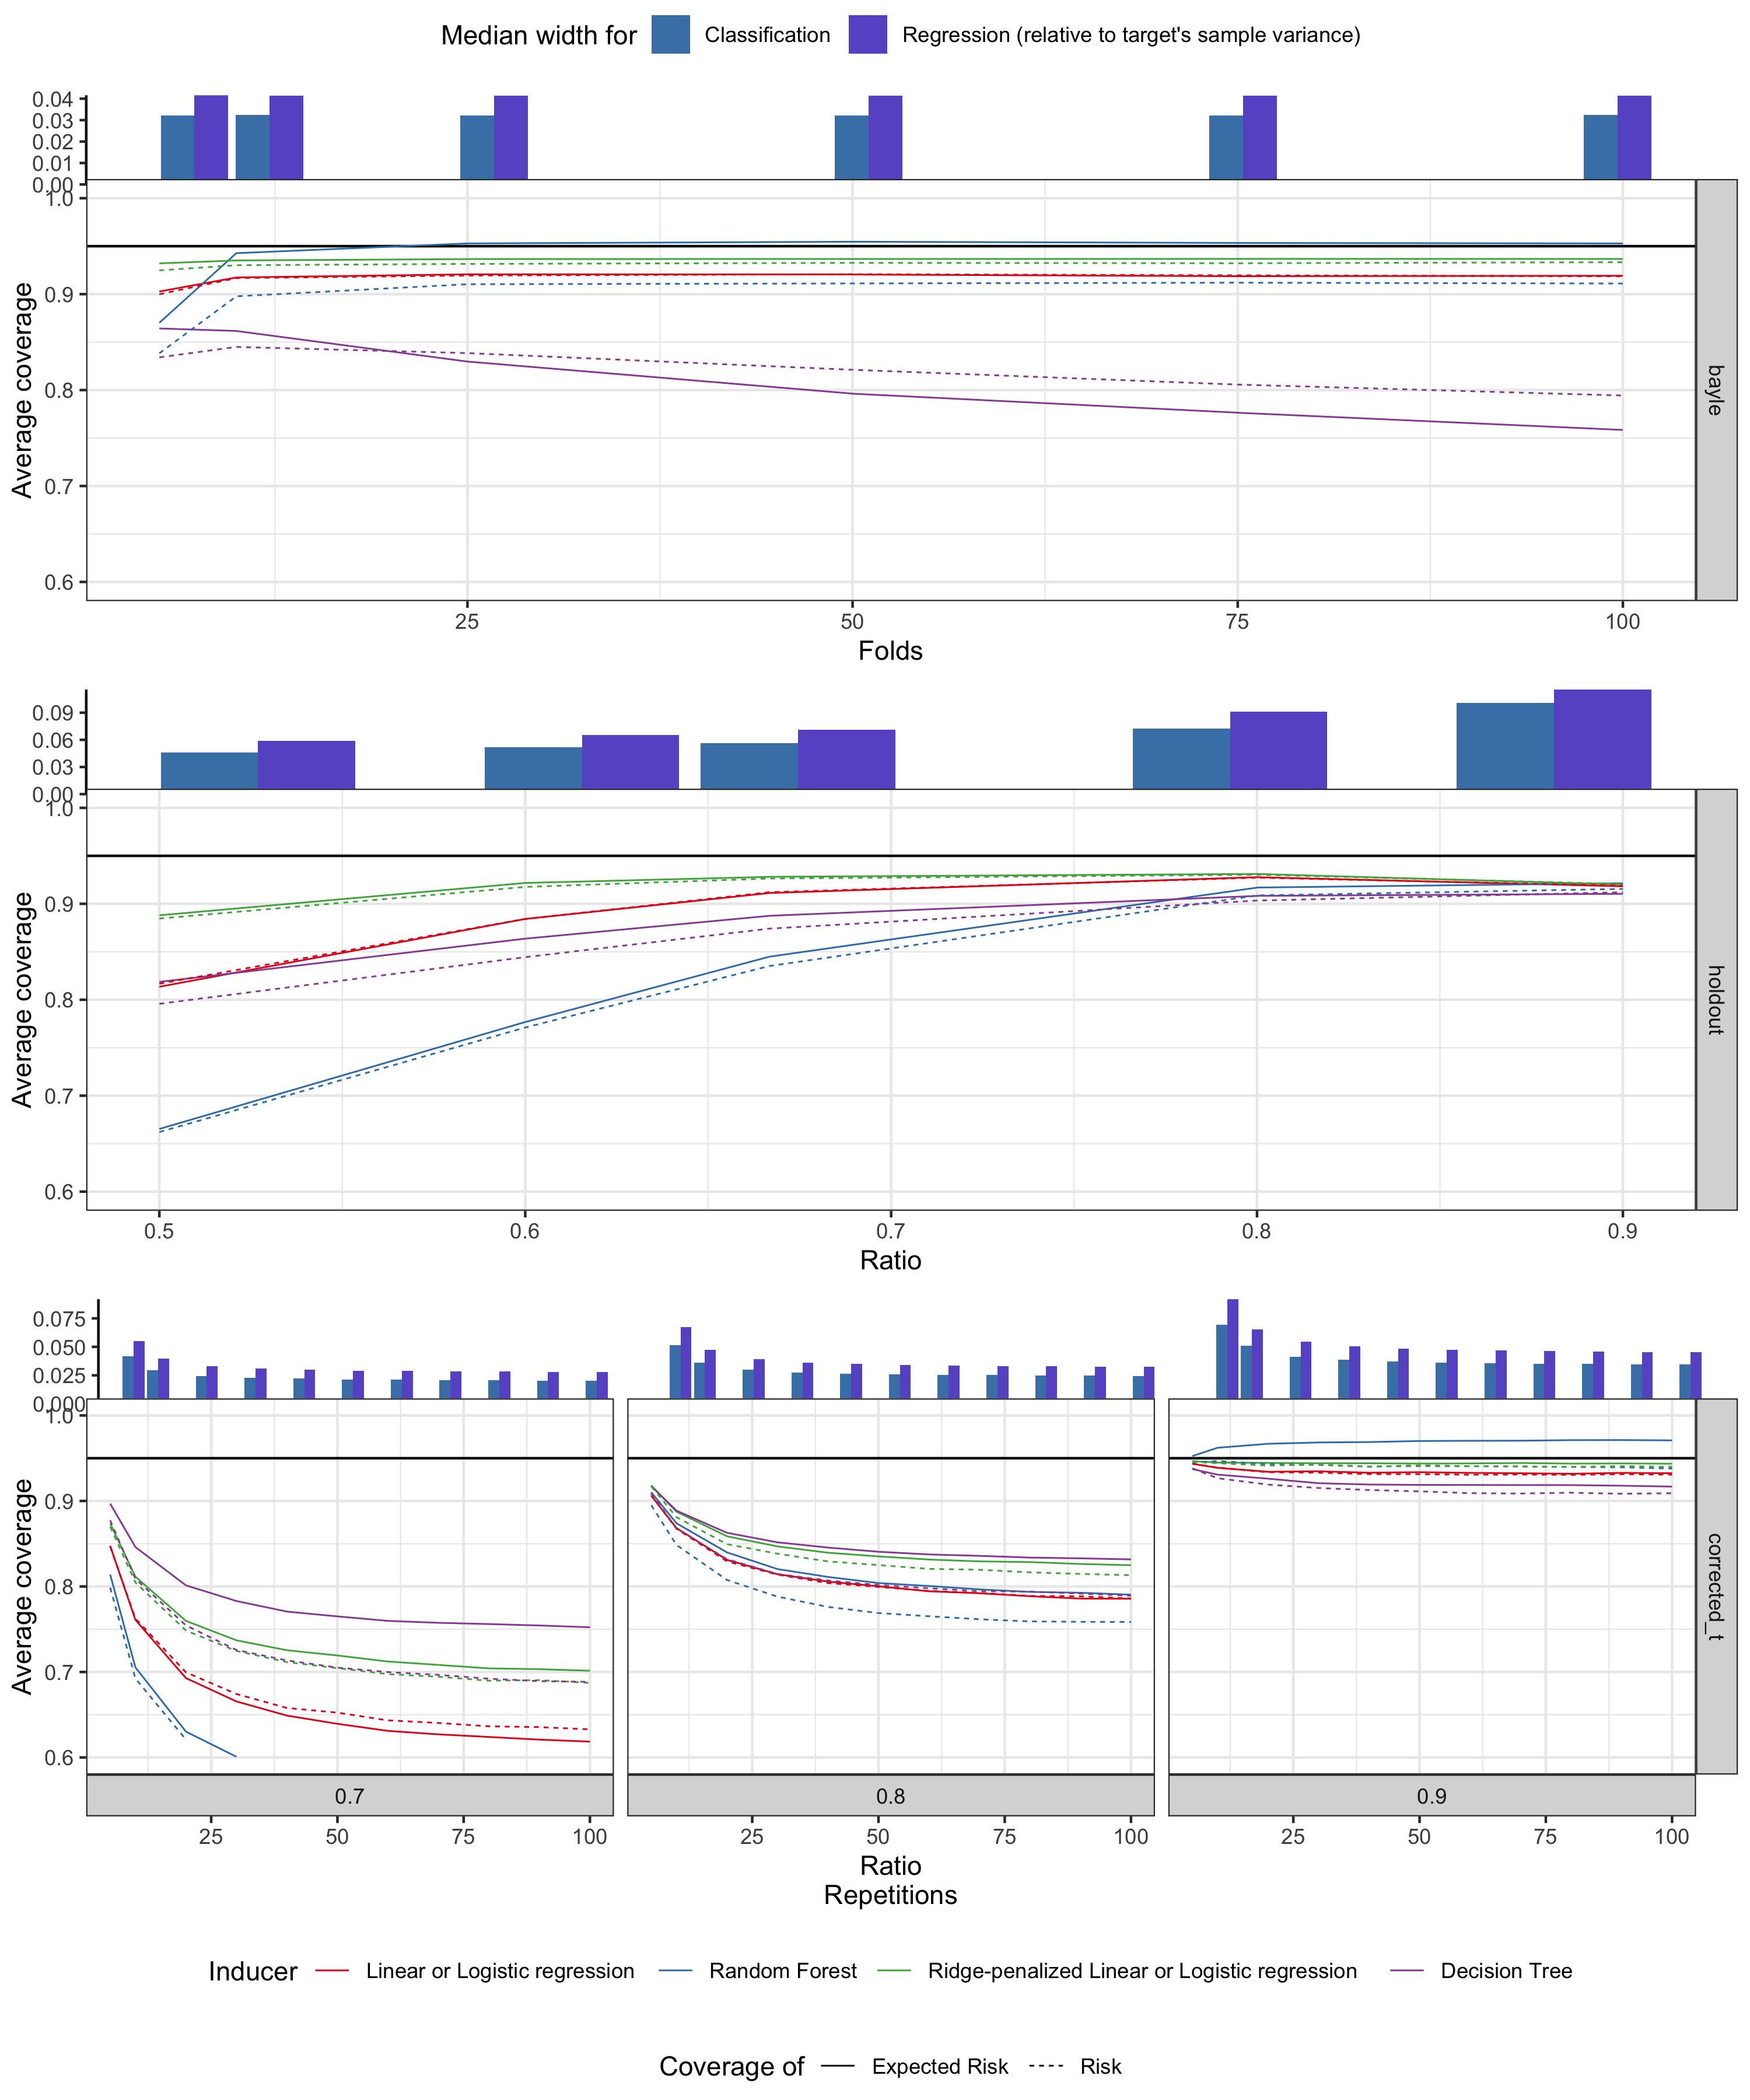 Median width for Classification Regression (relative to target's sample variance)
0.04
0.03
0.02
0.01
0.00
1.0
0.9
0.8
0.7
0.6
Average coverage
bayle
25 50 75 100
Folds
0.09
0.06
0.03
0.00
1.0
0.9
0.8
0.7
0.6
Average coverage
holdout
0.5 0.6 0.7 0.8 0.9
Ratio
0.075
0.050
0.025
0.000
1.0
0.9
0.8
0.7
0.6
Average coverage
corrected_t
0.7 0.8 0.9
25 50 75 100 25 50 75 100 25 50 75 100
Ratio
Repetitions
Inducer Linear or Logistic regression Random Forest Ridge-penalized Linear or Logistic regression Decision Tree
Coverage of Expected Risk Risk